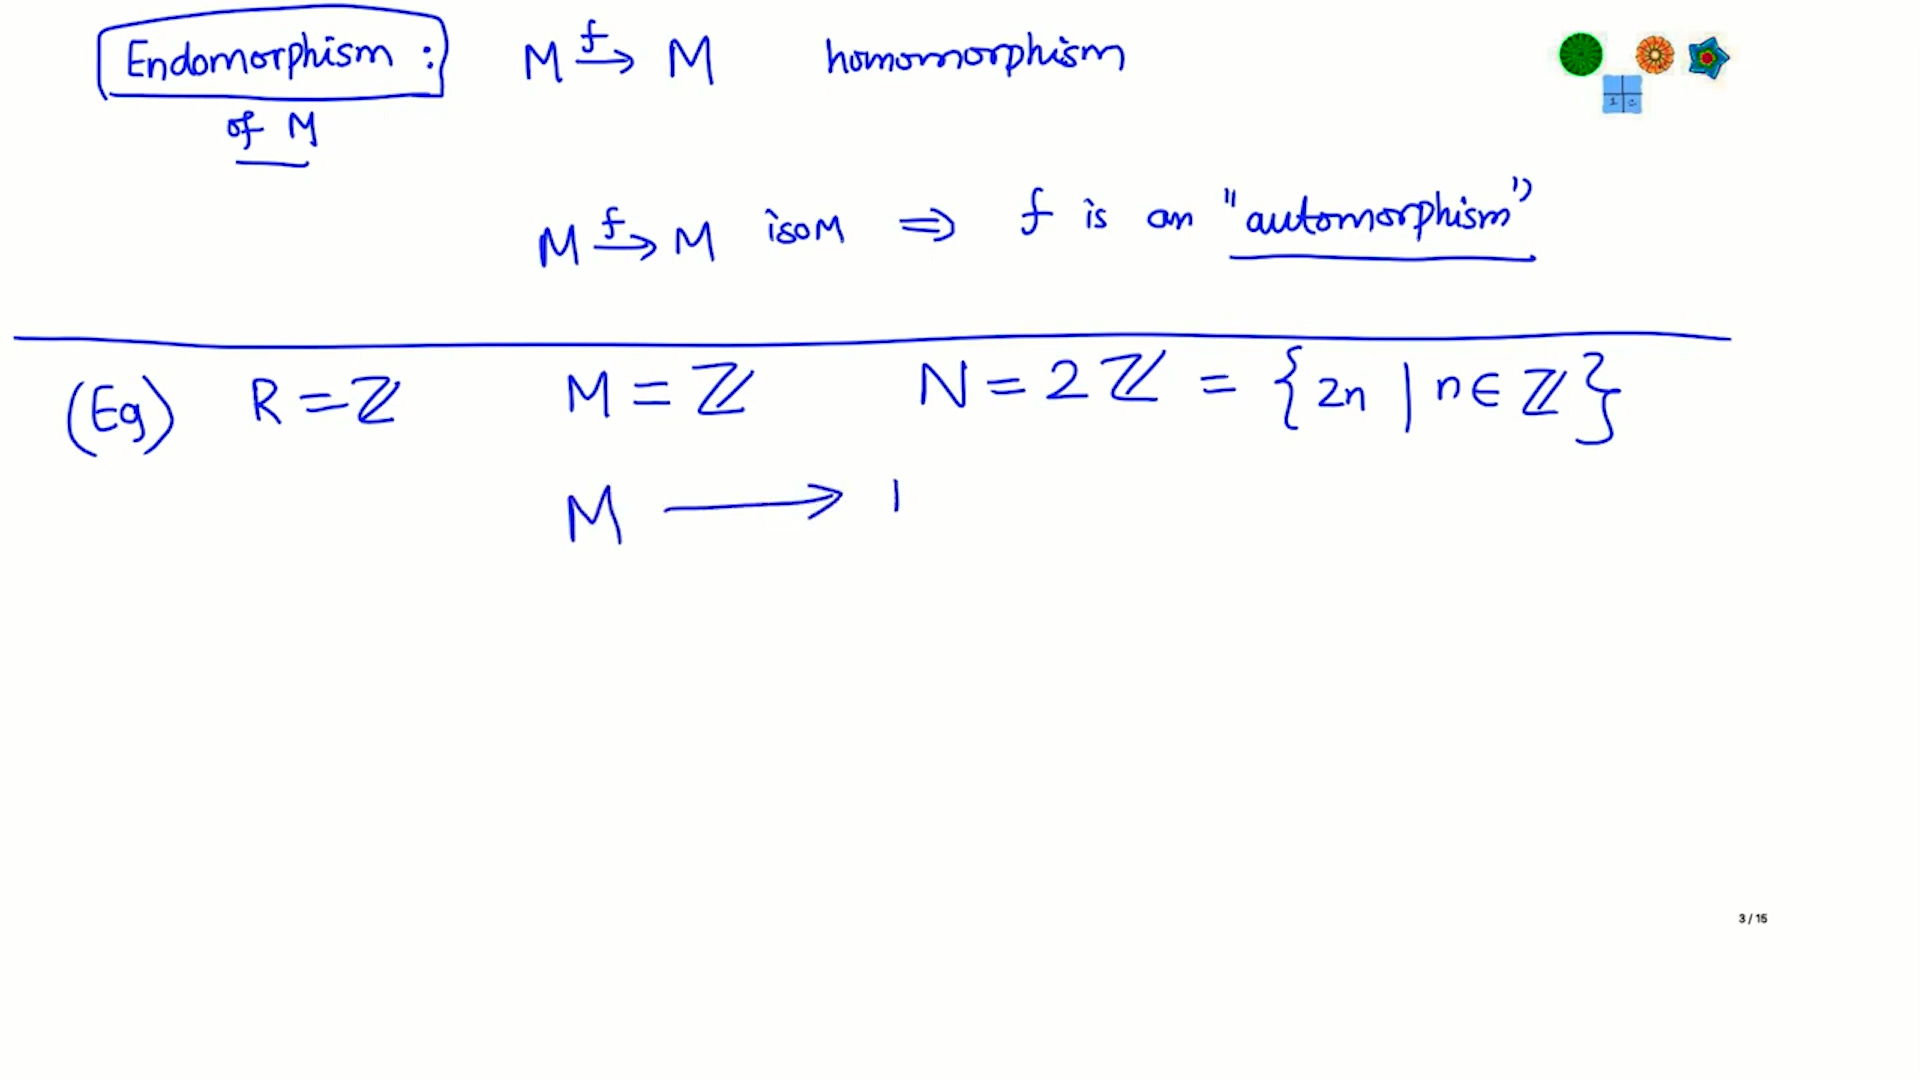 Endomorphism : M f→ M homomorphism
of M
M f→ M isom ⇒ f is an "automorphism"
(Eg) R = ℤ M = ℤ N = 2ℤ = {2n | n ∈ ℤ}
M ⟶
3 / 15